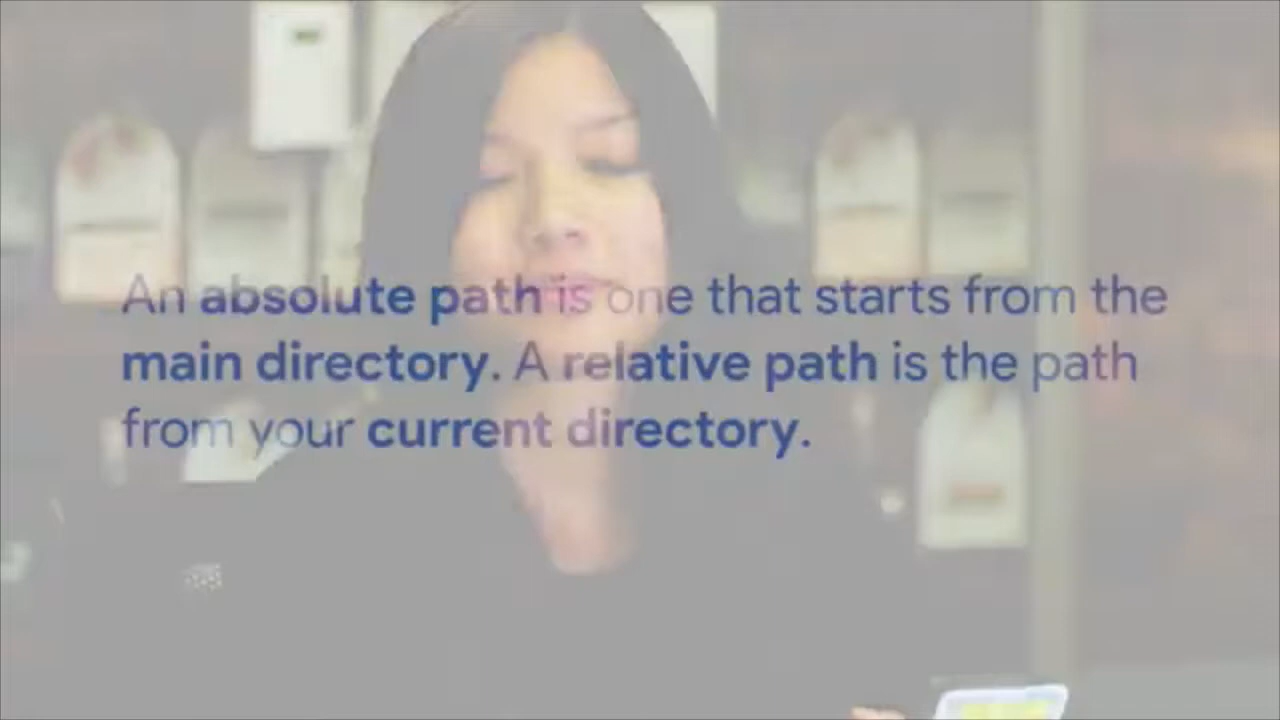 An absolute path is one that starts from the
main directory. A relative path is the path
from your current directory.